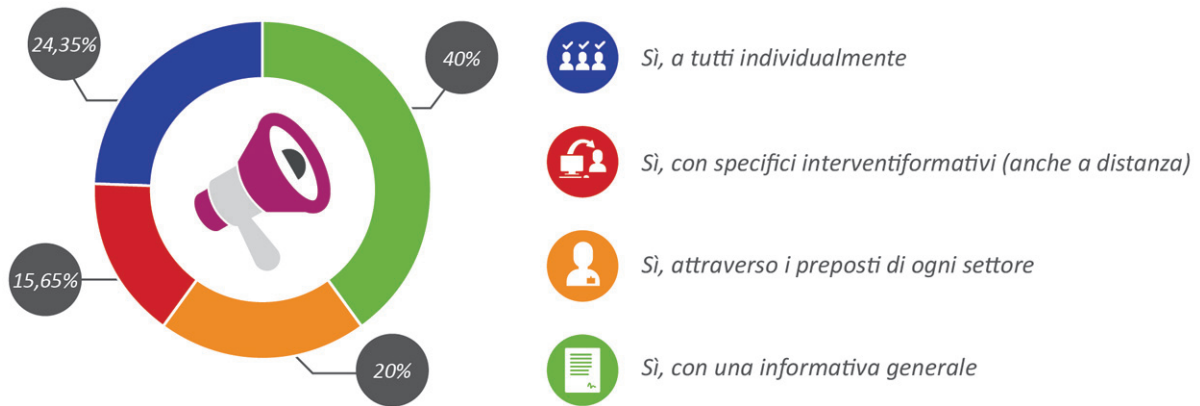 24,35%
40%
15,65%
20%
Sì, a tutti individualmente
Sì, con specifici interventiformativi (anche a distanza)
Sì, attraverso i preposti di ogni settore
Sì, con una informativa generale